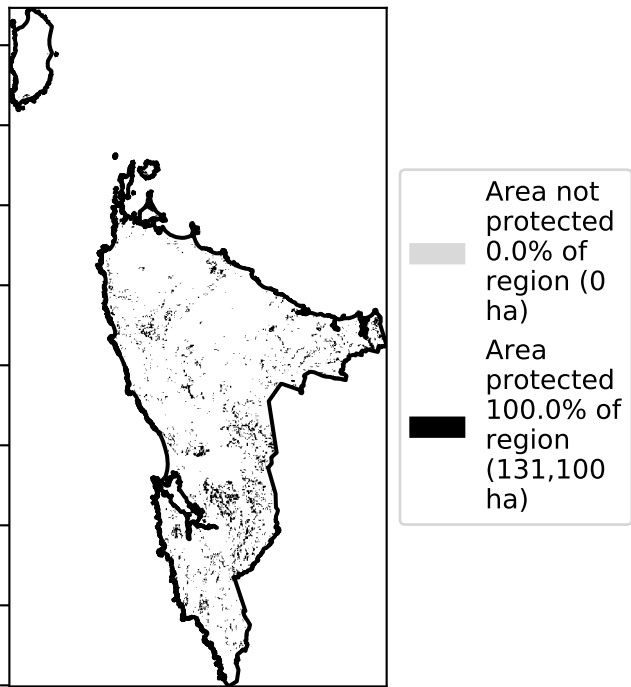 Area not
protected
0.0% of
region (0
ha)
Area
protected
100.0% of
region
(131,100
ha)